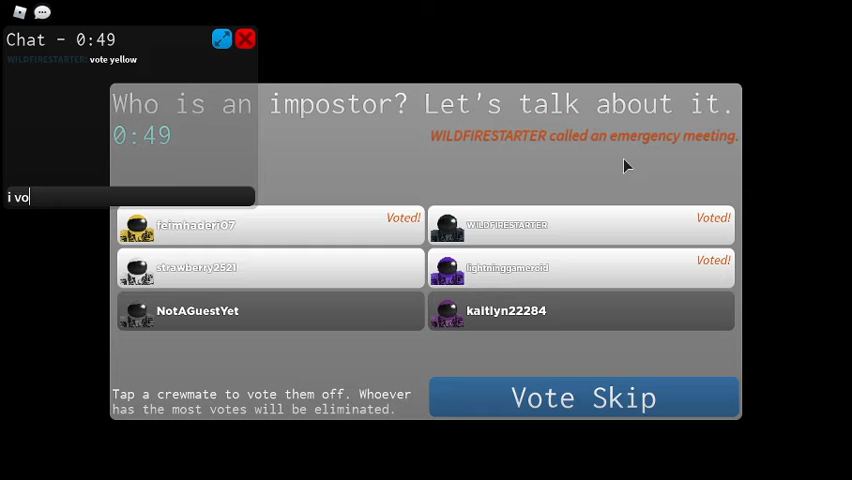 Chat - 0:49
WILDFIRESTARTER: vote yellow
i vo
Who is an impostor? Let's talk about it.
0:49
WILDFIRESTARTER called an emergency meeting.
feimhaderi07
Voted!
WILDFIRESTARTER
Voted!
strawberry2521
lightninggameroid
Voted!
NotAGuestYet
kaitlyn22284
Tap a crewmate to vote them off. Whoever
has the most votes will be eliminated.
Vote Skip